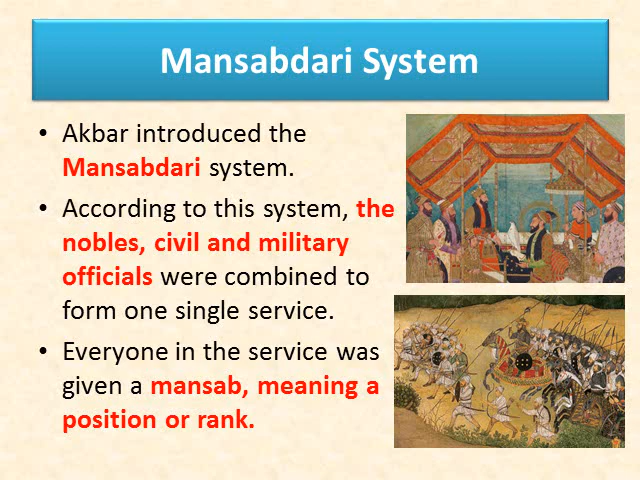 Mansabdari System
• Akbar introduced the
Mansabdari system.
• According to this system, the
nobles, civil and military
officials were combined to
form one single service.
• Everyone in the service was
given a mansab, meaning a
position or rank.